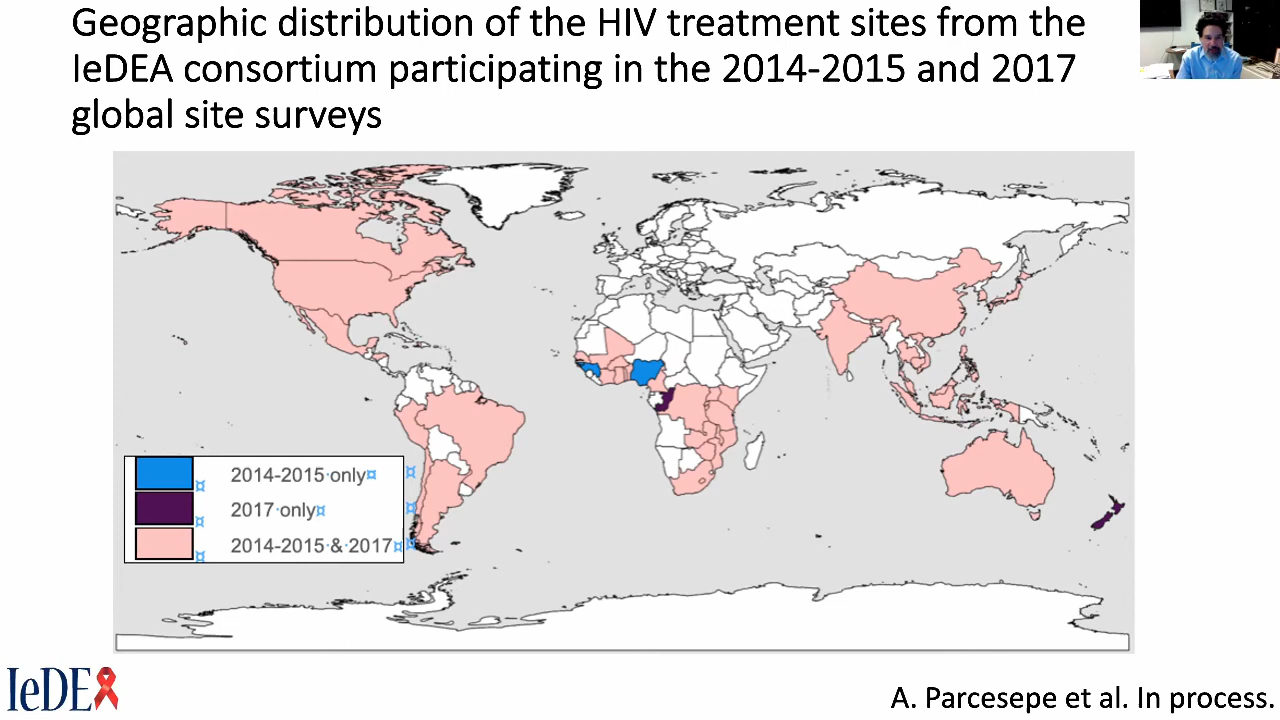 Geographic distribution of the HIV treatment sites from the
IeDEA consortium participating in the 2014-2015 and 2017
global site surveys
2014-2015·only¤
2017·only¤
2014-2015·&·2017¤
IeDEA
A. Parcesepe et al. In process.